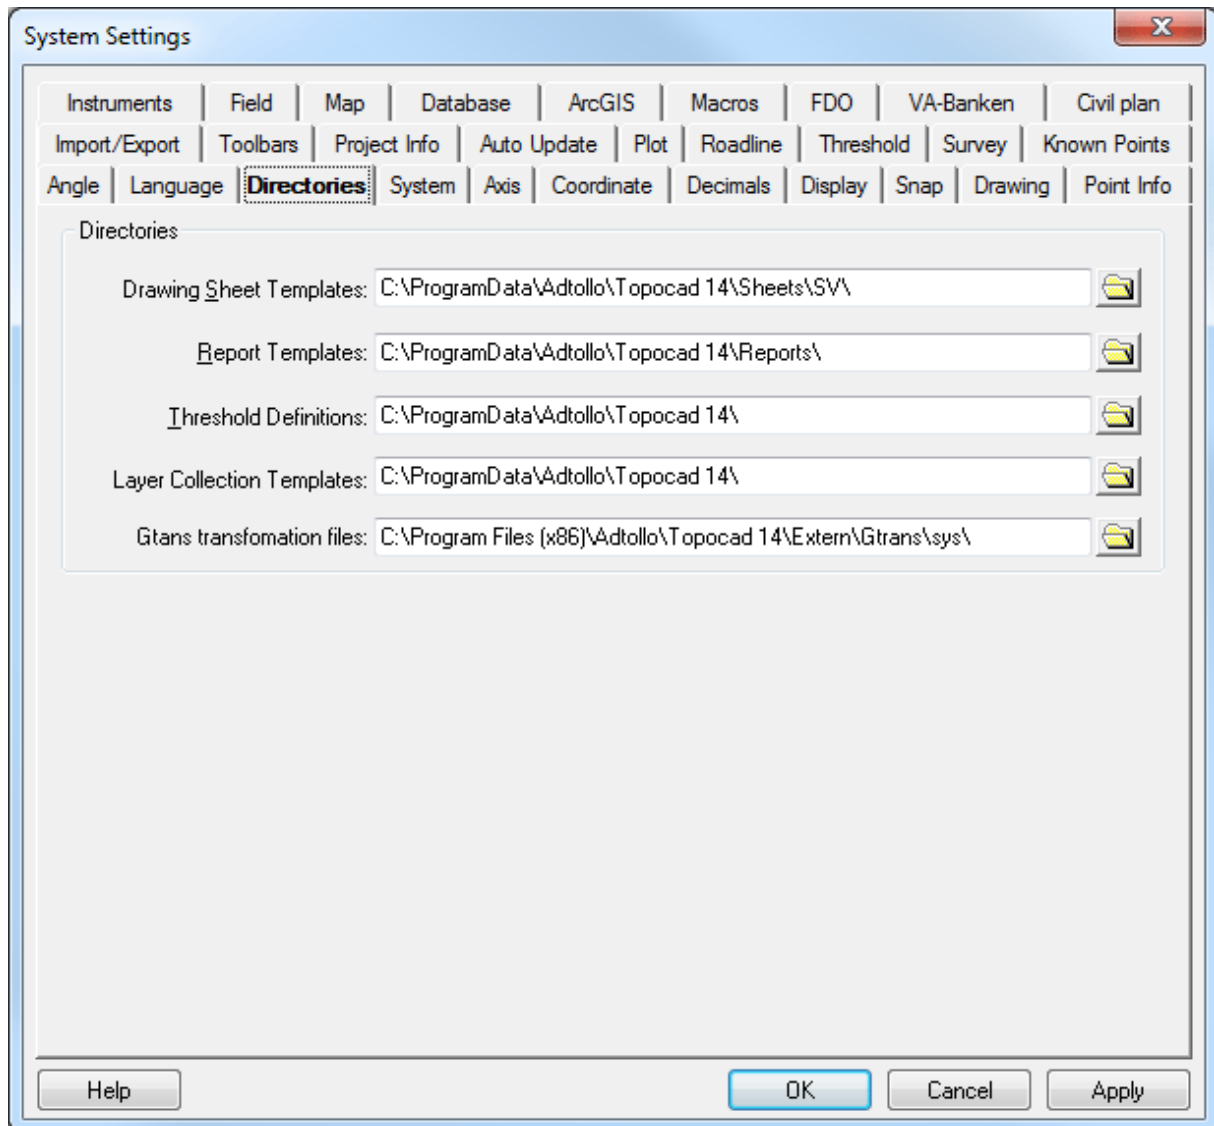 System Settings
Instruments Field Map Database ArcGIS Macros FDO VA-Banken Civil plan
Import/Export Toolbars Project Info Auto Update Plot Roadline Threshold Survey Known Points
Angle Language Directories System Axis Coordinate Decimals Display Snap Drawing Point Info
Directories
Drawing Sheet Templates: C:\ProgramData\Adtollo\Topocad 14\Sheets\SV\
Report Templates: C:\ProgramData\Adtollo\Topocad 14\Reports\
Threshold Definitions: C:\ProgramData\Adtollo\Topocad 14\
Layer Collection Templates: C:\ProgramData\Adtollo\Topocad 14\
Gtans transfomation files: C:\Program Files (x86)\Adtollo\Topocad 14\Extern\Gtrans\sys\
Help OK Cancel Apply